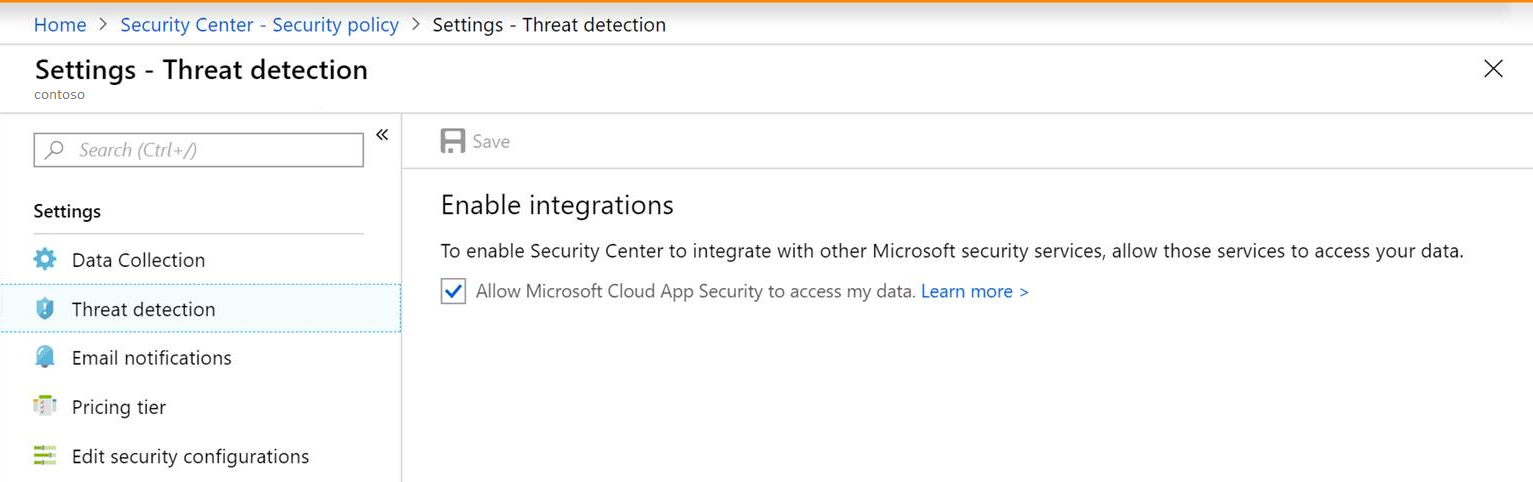 Home > Security Center - Security policy > Settings - Threat detection
Settings - Threat detection
contoso
Search (Ctrl+/)
«
Save
Settings
Data Collection
Threat detection
Email notifications
Pricing tier
Edit security configurations
Enable integrations
To enable Security Center to integrate with other Microsoft security services, allow those services to access your data.
Allow Microsoft Cloud App Security to access my data. Learn more >